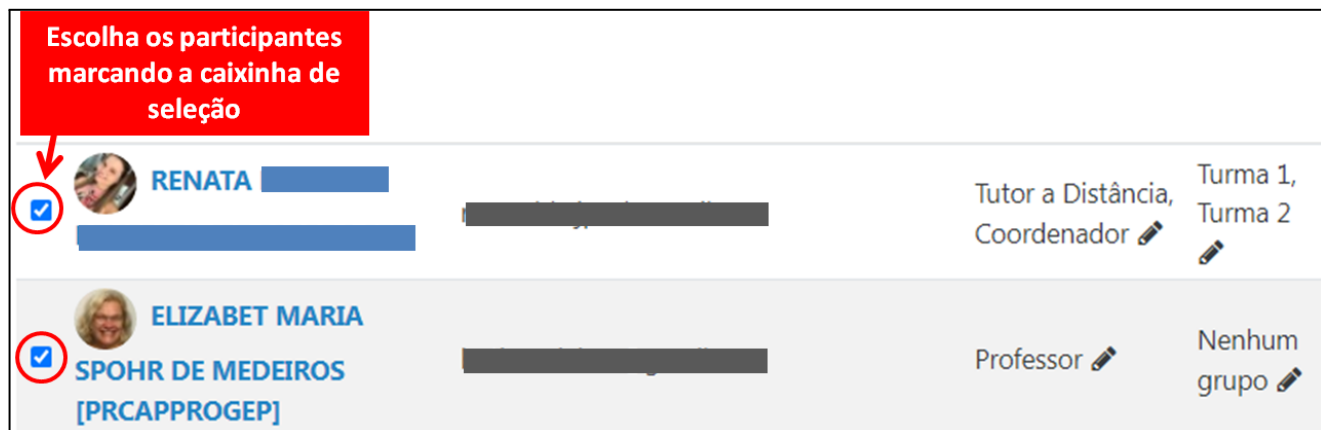 Escolha os participantes
marcando a caixinha de
seleção
RENATA
Tutor a Distância,
Coordenador
Turma 1,
Turma 2
ELIZABET MARIA
SPOHR DE MEDEIROS
[PRCAPPROGEP]
Professor
Nenhum
grupo